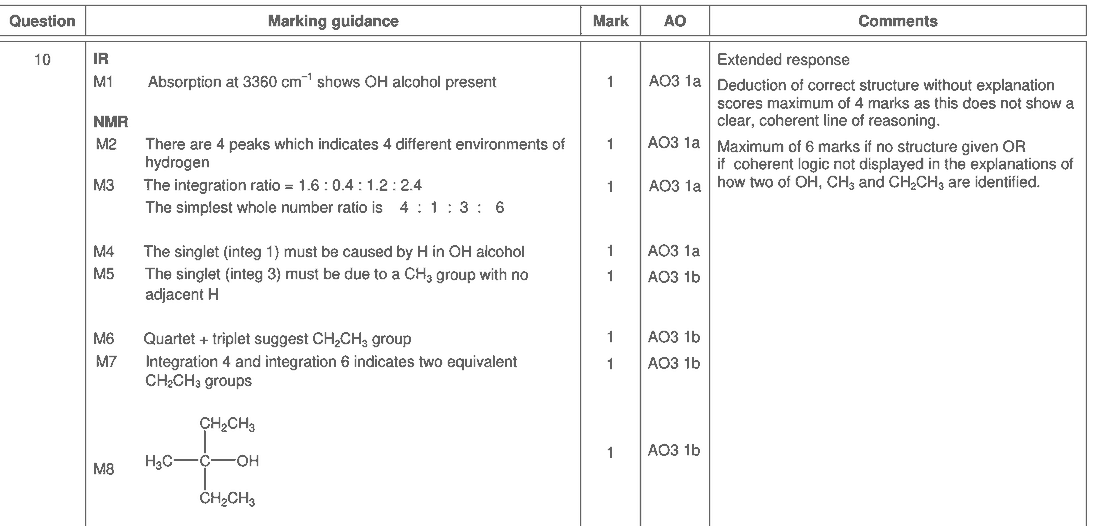 Question Marking guidance Mark AO Comments
10 IR Extended response
M1 Absorption at 3360 cm⁻¹ shows OH alcohol present 1 AO3 1a
Deduction of correct structure without explanation
scores maximum of 4 marks as this does not show a
clear, coherent line of reasoning.
NMR
M2 There are 4 peaks which indicates 4 different environments of
hydrogen
1 AO3 1a
Maximum of 6 marks if no structure given OR
if coherent logic not displayed in the explanations of
how two of OH, CH₃ and CH₂CH₃ are identified.
M3 The integration ratio = 1.6 : 0.4 : 1.2 : 2.4 1 AO3 1a
The simplest whole number ratio is 4 : 1 : 3 : 6
M4 The singlet (integ 1) must be caused by H in OH alcohol 1 AO3 1a
M5 The singlet (integ 3) must be due to a CH₃ group with no
adjacent H
1 AO3 1b
M6 Quartet + triplet suggest CH₂CH₃ group 1 AO3 1b
M7 Integration 4 and integration 6 indicates two equivalent
CH₂CH₃ groups
1 AO3 1b
CH₂CH₃
M8 H₃C—C—OH 1 AO3 1b
CH₂CH₃